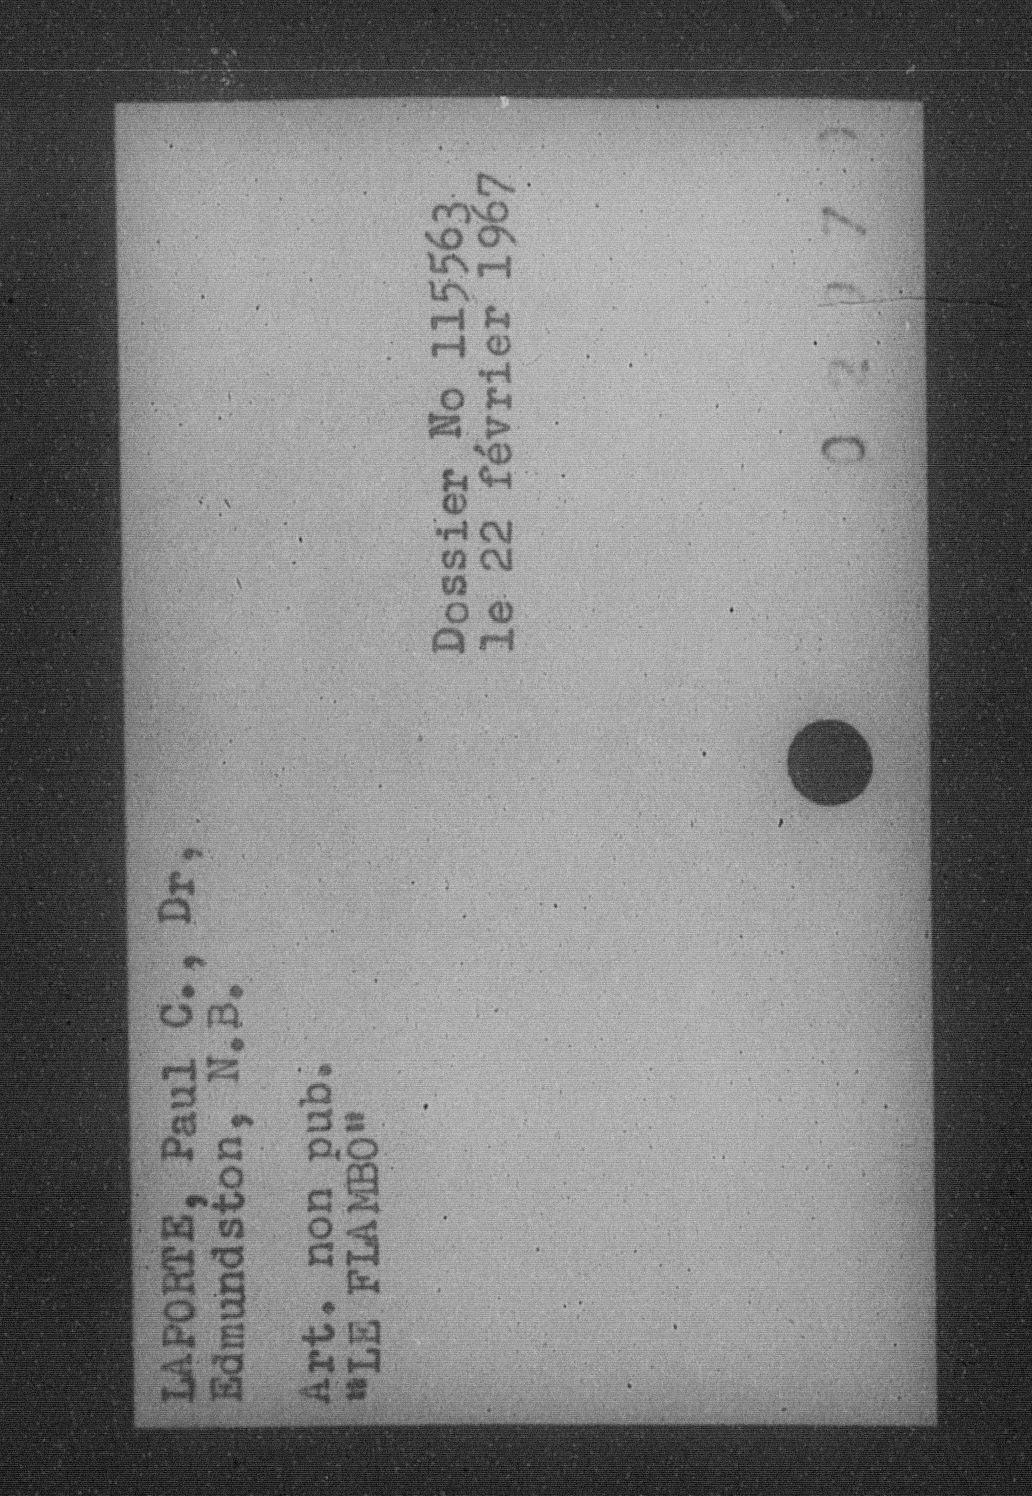 LAPORTE, Paul C., Dr,
Edmundston, N.B.
Art. non pub.
"LE FLAMBO"
Dossier No 115563
le 22 février 1967